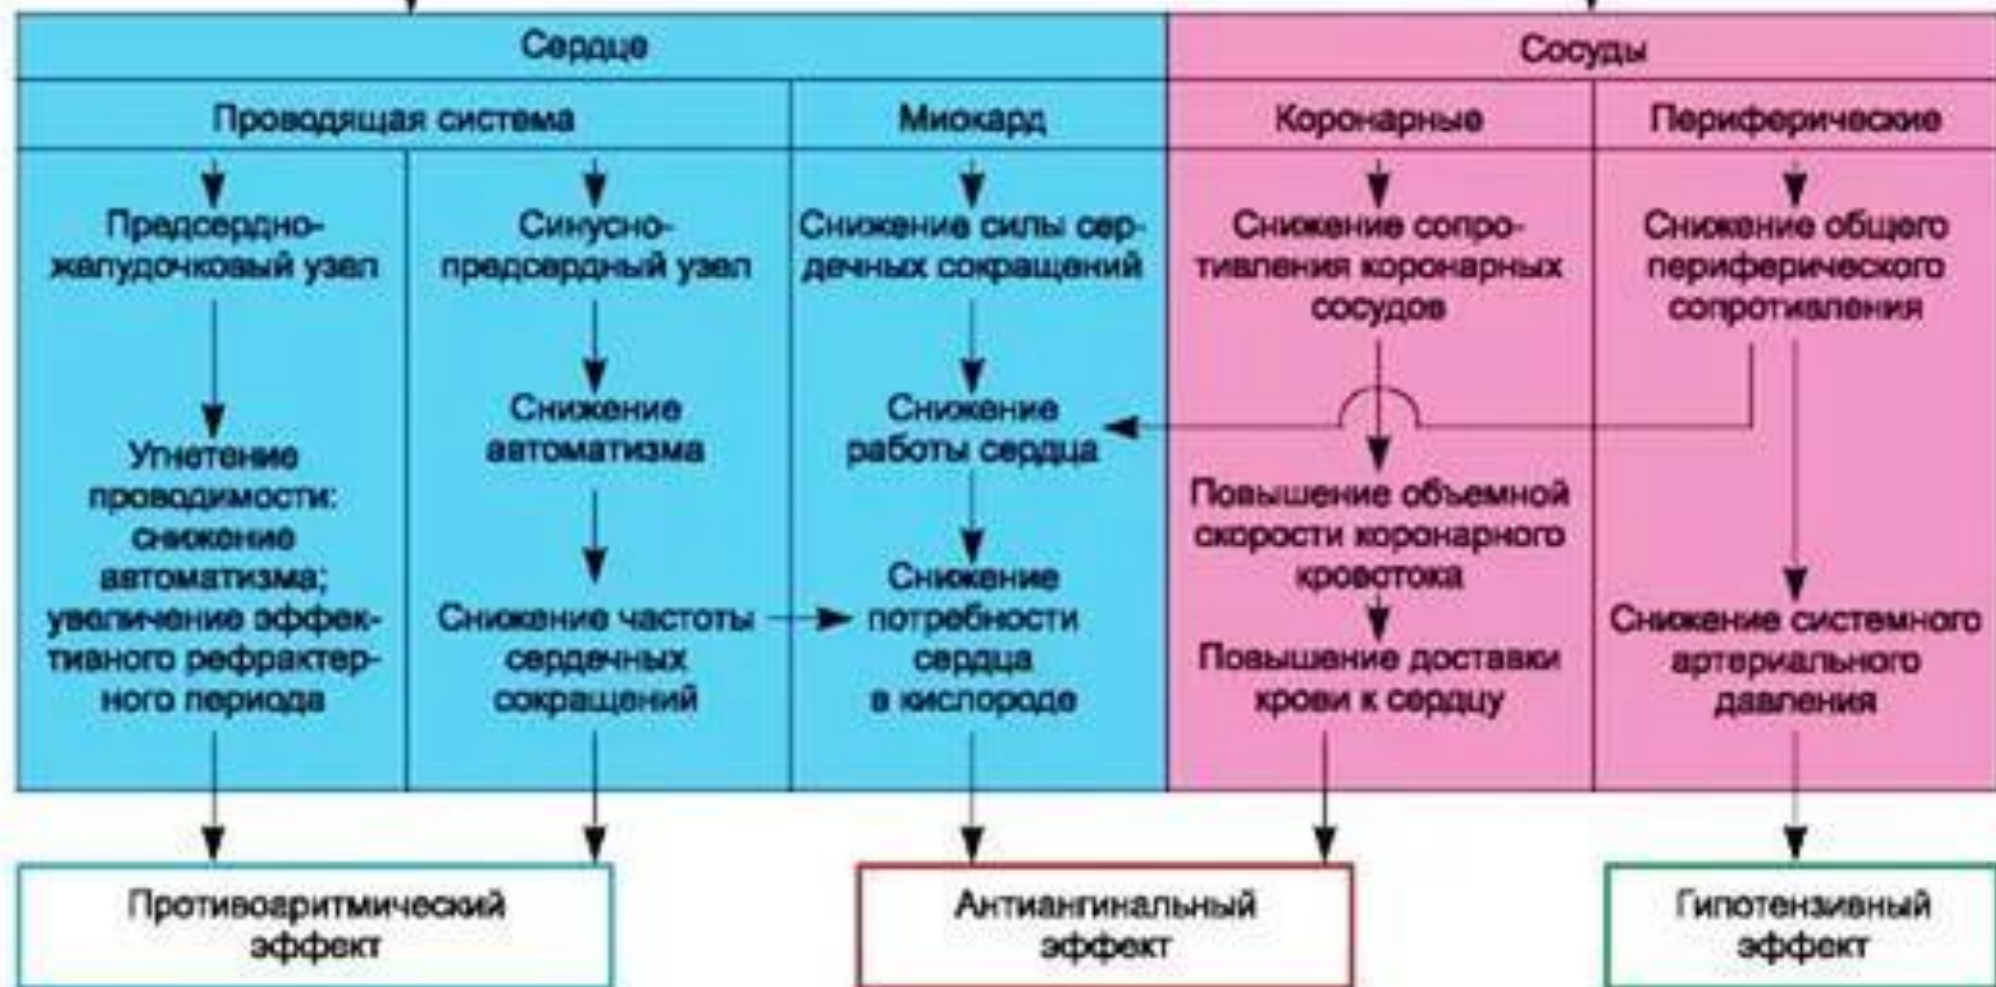 Сердце
Сосуды
Проводящая система
Миокард
Коронарные
Периферические
Предсердно-
желудочковый узел
Угнетение
проводимости:
снижение
автоматизма;
увеличение эффек-
тивного рефрактер-
ного периода
Синусно-
предсердный узел
Снижение
автоматизма
Снижение частоты
сердечных
сокращений
Снижение силы сер-
дечных сокращений
Снижение
работы сердца
Снижение
потребности
сердца
в кислороде
Снижение сопро-
тивления коронарных
сосудов
Повышение объемной
скорости коронарного
кровотока
Повышение доставки
крови к сердцу
Снижение общего
периферического
сопротивления
Снижение системного
артериального
давления
Противоаритмический
эффект
Антиангинальный
эффект
Гипотензивный
эффект